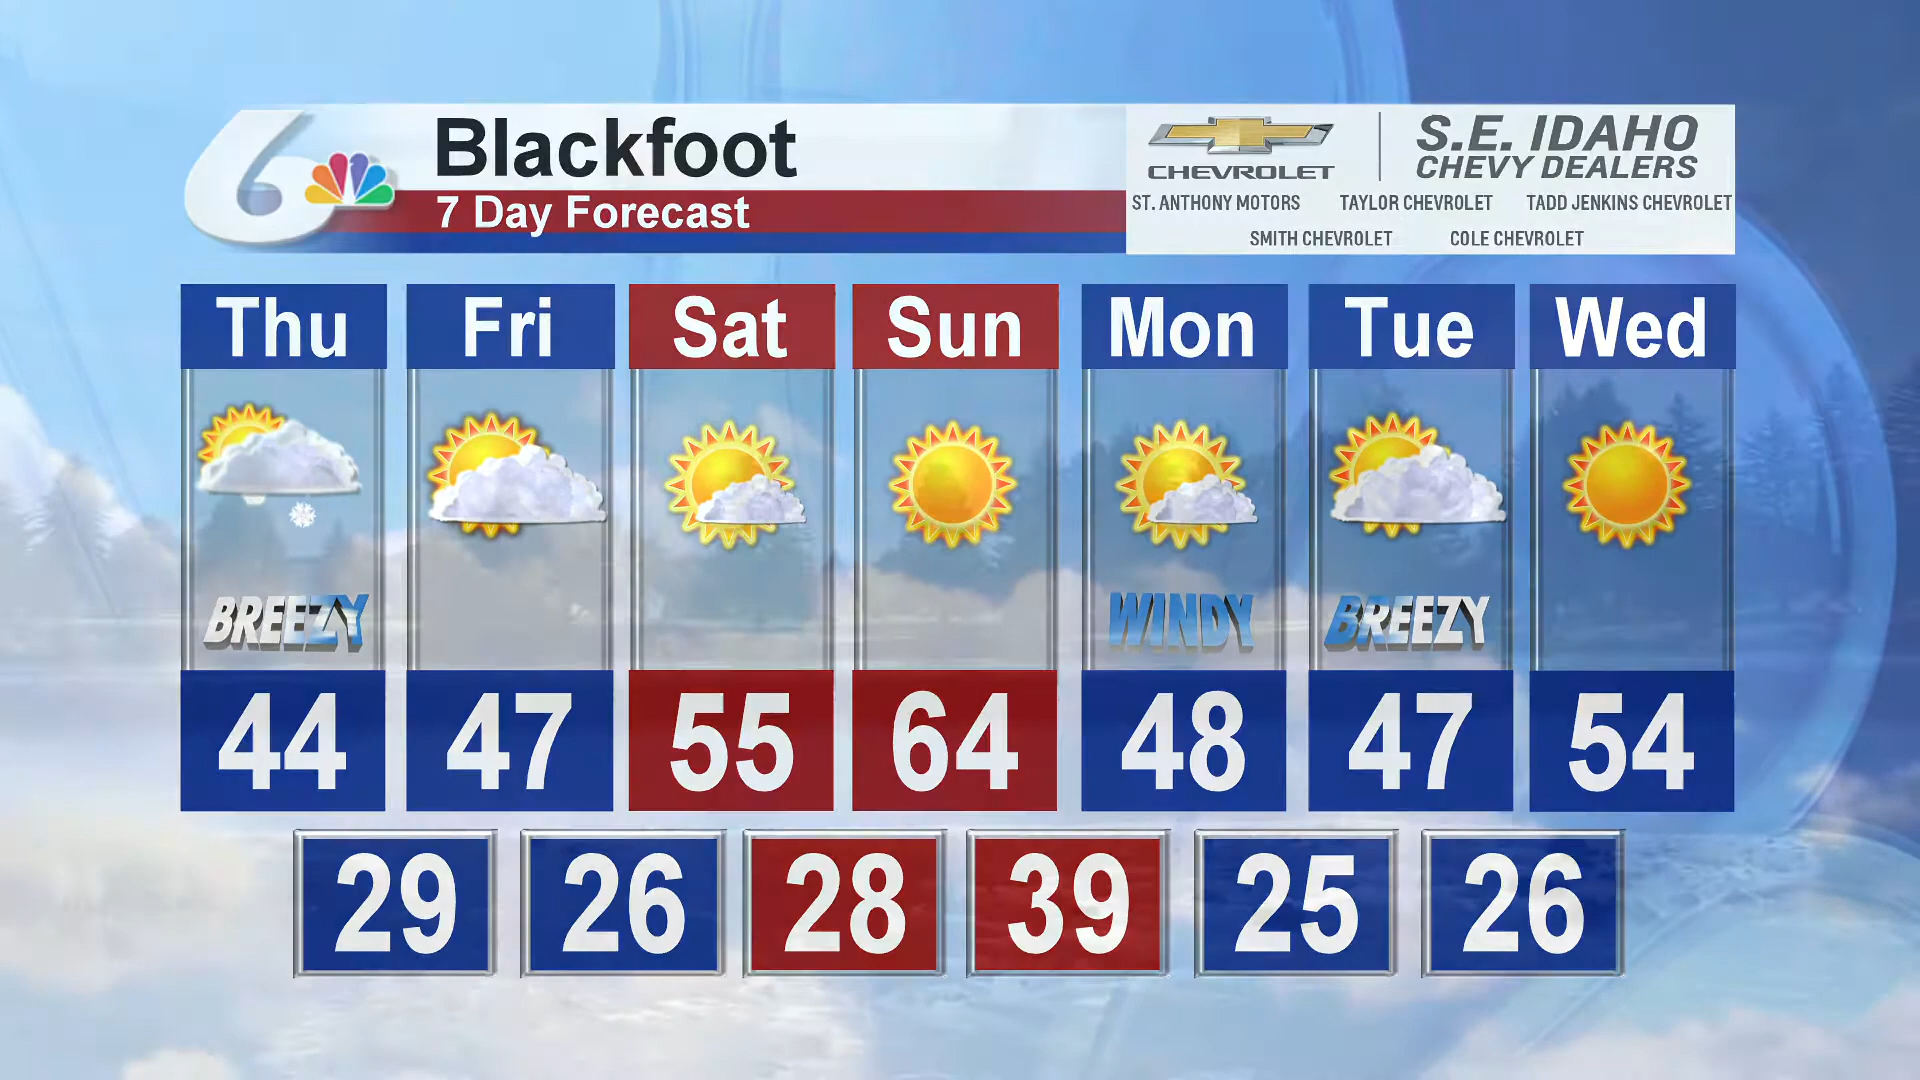 6
Blackfoot
7 Day Forecast
CHEVROLET
S.E. IDAHO
CHEVY DEALERS
ST. ANTHONY MOTORS TAYLOR CHEVROLET TADD JENKINS CHEVROLET
SMITH CHEVROLET COLE CHEVROLET
Thu Fri Sat Sun Mon Tue Wed
BREEZY WINDY BREEZY
44 47 55 64 48 47 54
29 26 28 39 25 26